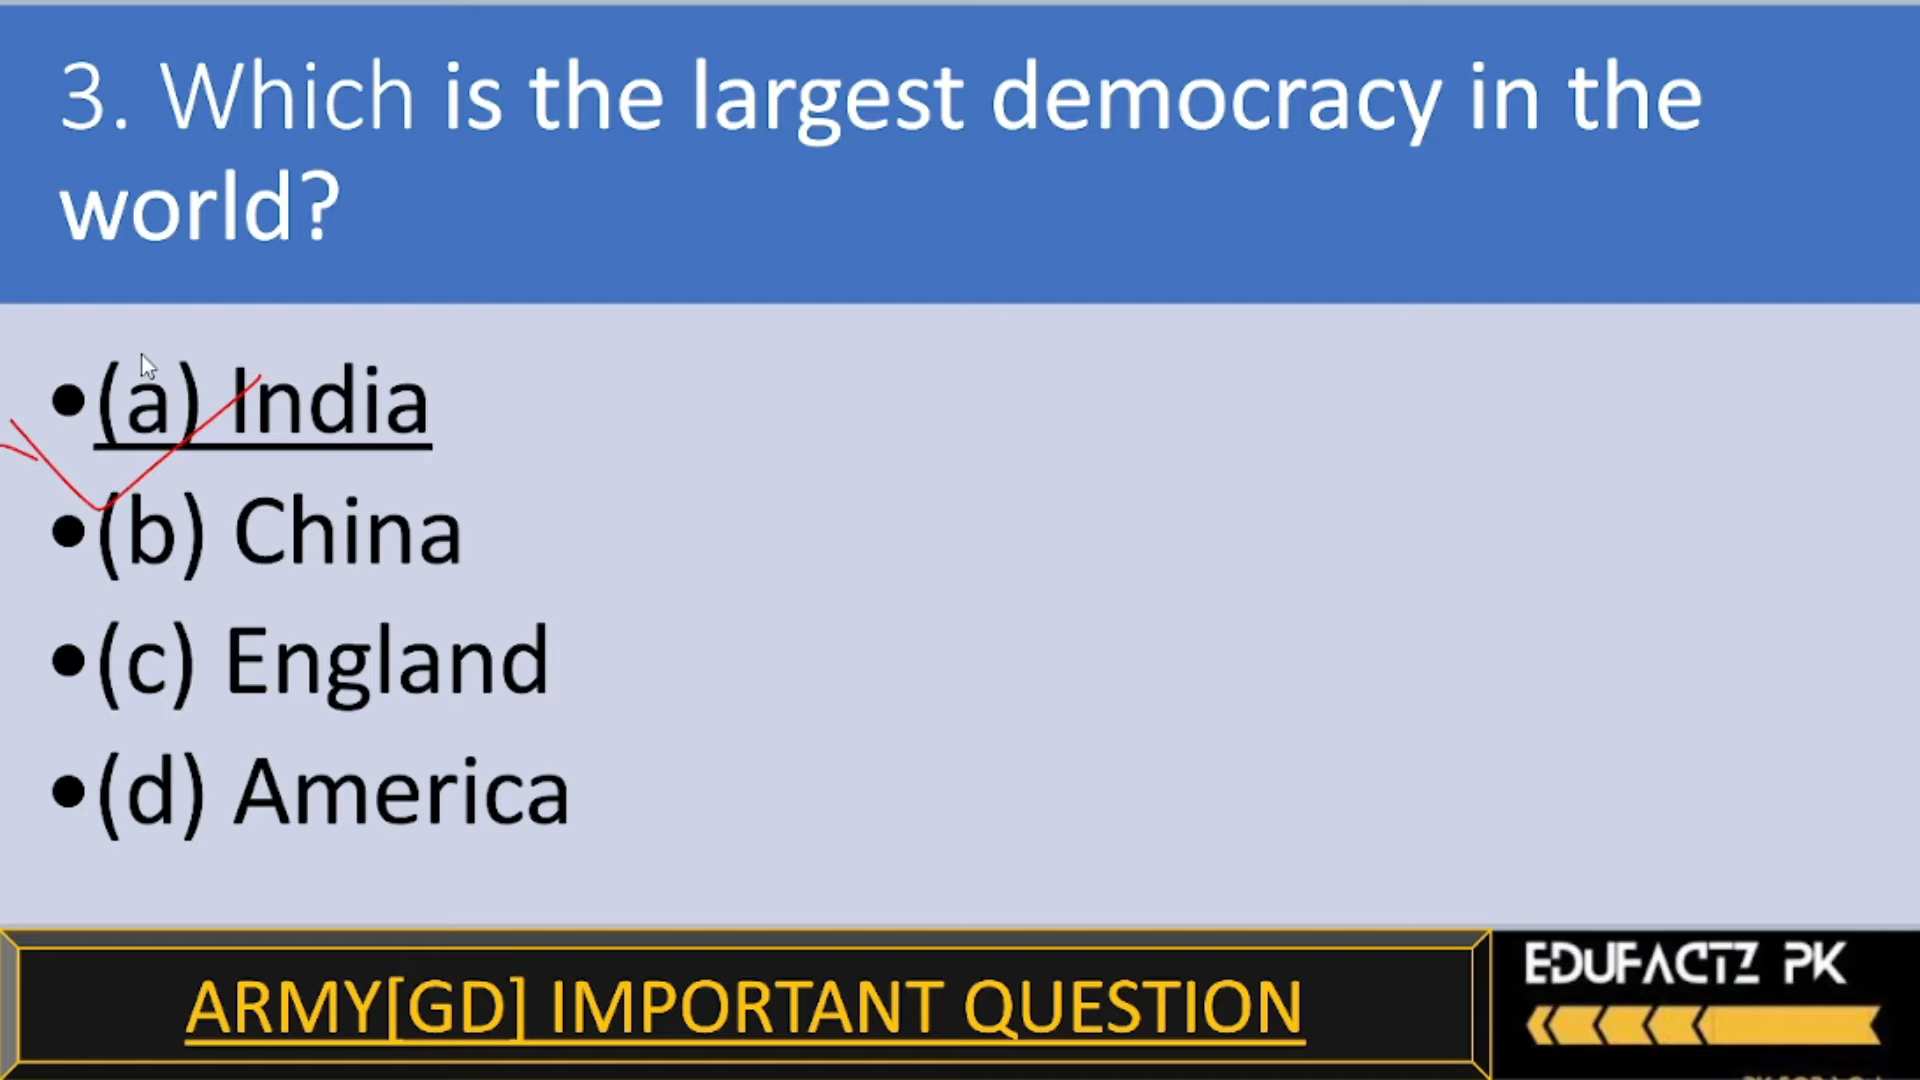 3. Which is the largest democracy in the
world?
•(a) India
•(b) China
•(c) England
•(d) America
ARMY[GD] IMPORTANT QUESTION
EDUFACTZ PK